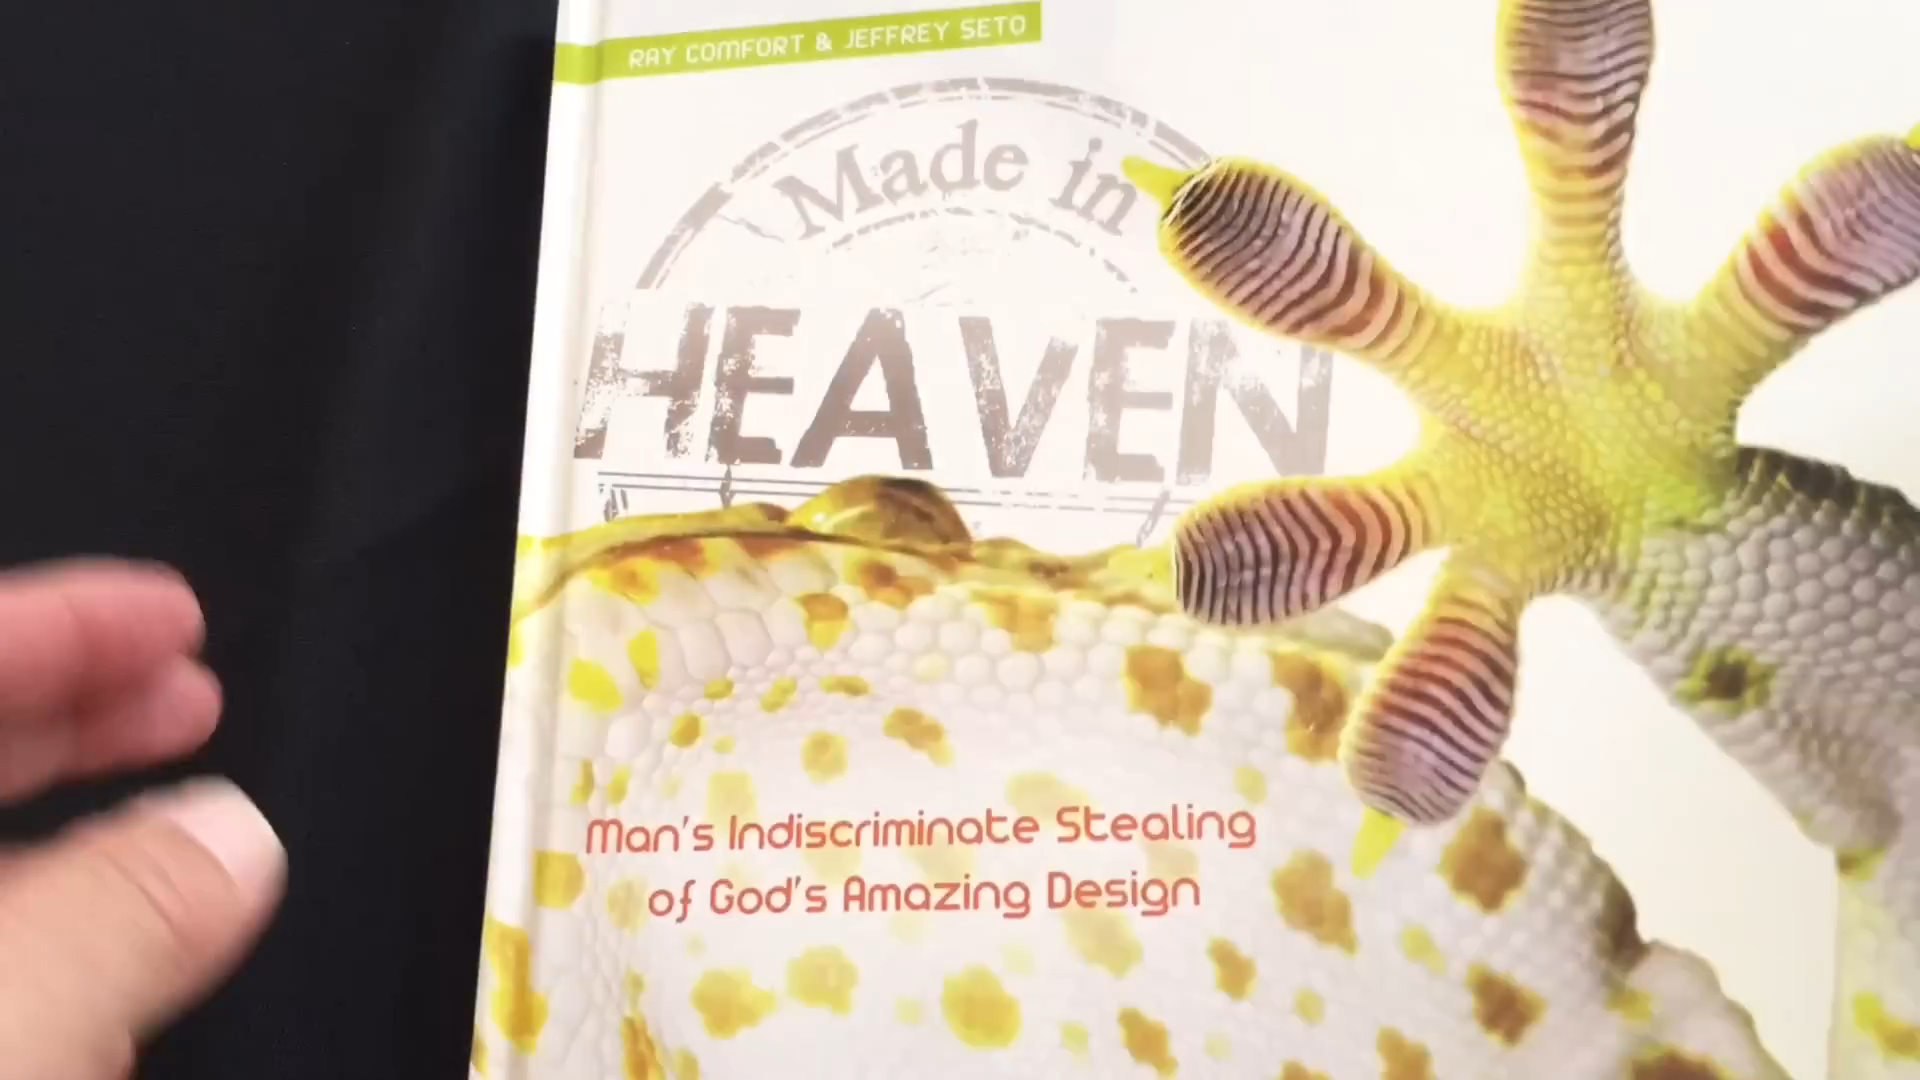 RAY COMFORT & JEFFREY SETO
Made in
HEAVEN
Man's Indiscriminate Stealing
of God's Amazing Design